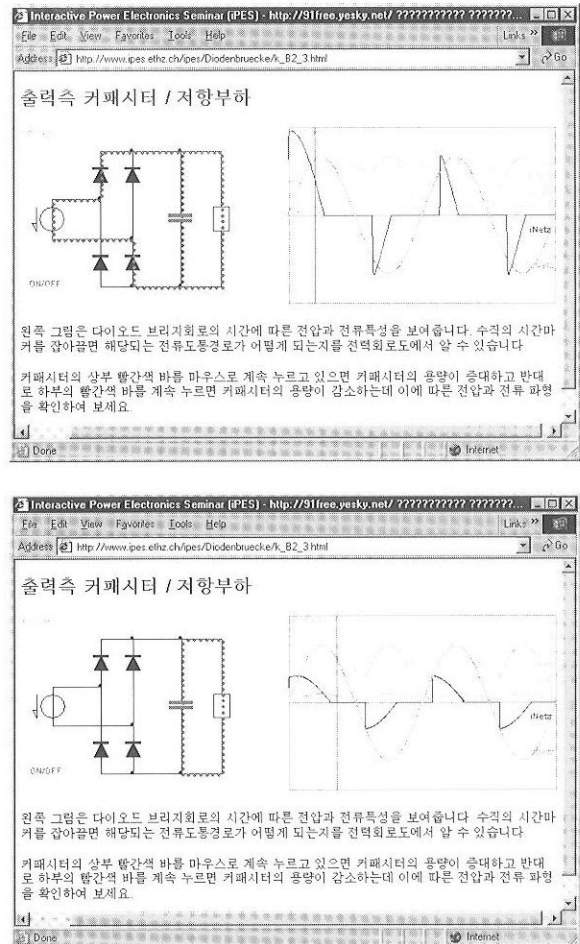 Interactive Power Electronics Seminar (iPES) - http://91free.yesky.net/ ??????????? ???????...
File Edit View Favorites Tools Help Links »
Address http://www.ipes.ethz.ch/ipes/Diodenbruecke/k_B2_3.html Go
출력측 커패시터 / 저항부하
iNetz
ON/OFF
왼쪽 그림은 다이오드 브리지회로의 시간에 따른 전압과 전류특성을 보여줍니다. 수직의 시간마
커를 잡아끌면 해당되는 전류도통경로가 어떻게 되는지를 전력회로도에서 알 수 있습니다
커패시터의 상부 빨간색 바를 마우스로 계속 누르고 있으면 커패시터의 용량이 증대하고 반대
로 하부의 빨간색 바를 계속 누르면 커패시터의 용량이 감소하는데 이에 따른 전압과 전류 파형
을 확인하여 보세요.
Done Internet
Interactive Power Electronics Seminar (iPES) - http://91free.yesky.net/ ??????????? ???????...
File Edit View Favorites Tools Help Links »
Address http://www.ipes.ethz.ch/ipes/Diodenbruecke/k_B2_3.html Go
출력측 커패시터 / 저항부하
iNetz
ON/OFF
왼쪽 그림은 다이오드 브리지회로의 시간에 따른 전압과 전류특성을 보여줍니다 수직의 시간마
커를 잡아끌면 해당되는 전류도통경로가 어떻게 되는지를 전력회로도에서 알 수 있습니다
커패시터의 상부 빨간색 바를 마우스로 계속 누르고 있으면 커패시터의 용량이 증대하고 반대
로 하부의 빨간색 바를 계속 누르면 커패시터의 용량이 감소하는데 이에 따른 전압과 전류 파형
을 확인하여 보세요.
Done Internet